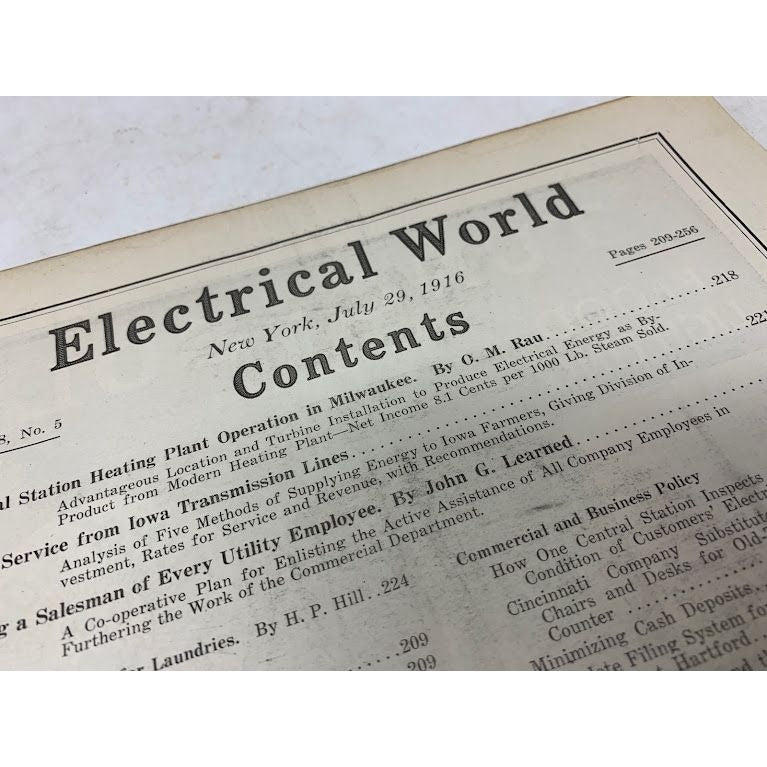 Electrical World
New York, July 29, 1916
Pages 209-256
8, No. 5
Contents
Station Heating Plant Operation in Milwaukee. By O. M. Rau..........218
Advantageous Location and Turbine Installation to Produce Electrical Energy as By-
Product from Modern Heating Plant—Net Income 8.1 Cents per 1000 Lb. Steam Sold.
Service from Iowa Transmission Lines..........221
Analysis of Five Methods of Supplying Energy to Iowa Farmers, Giving Division of In-
vestment, Rates for Service and Revenue, with Recommendations.
a Salesman of Every Utility Employee. By John G. Learned..........
A Co-operative Plan for Enlisting the Active Assistance of All Company Employees in
Furthering the Work of the Commercial Department.
for Laundries. By H. P. Hill..224
209
209
Commercial and Business Policy
How One Central Station Inspects
Condition of Customers' Electr
Cincinnati Company Substitut
Chairs and Desks for Old-
Counter..........
Minimizing Cash Deposits..
Filing System for
Hartford....